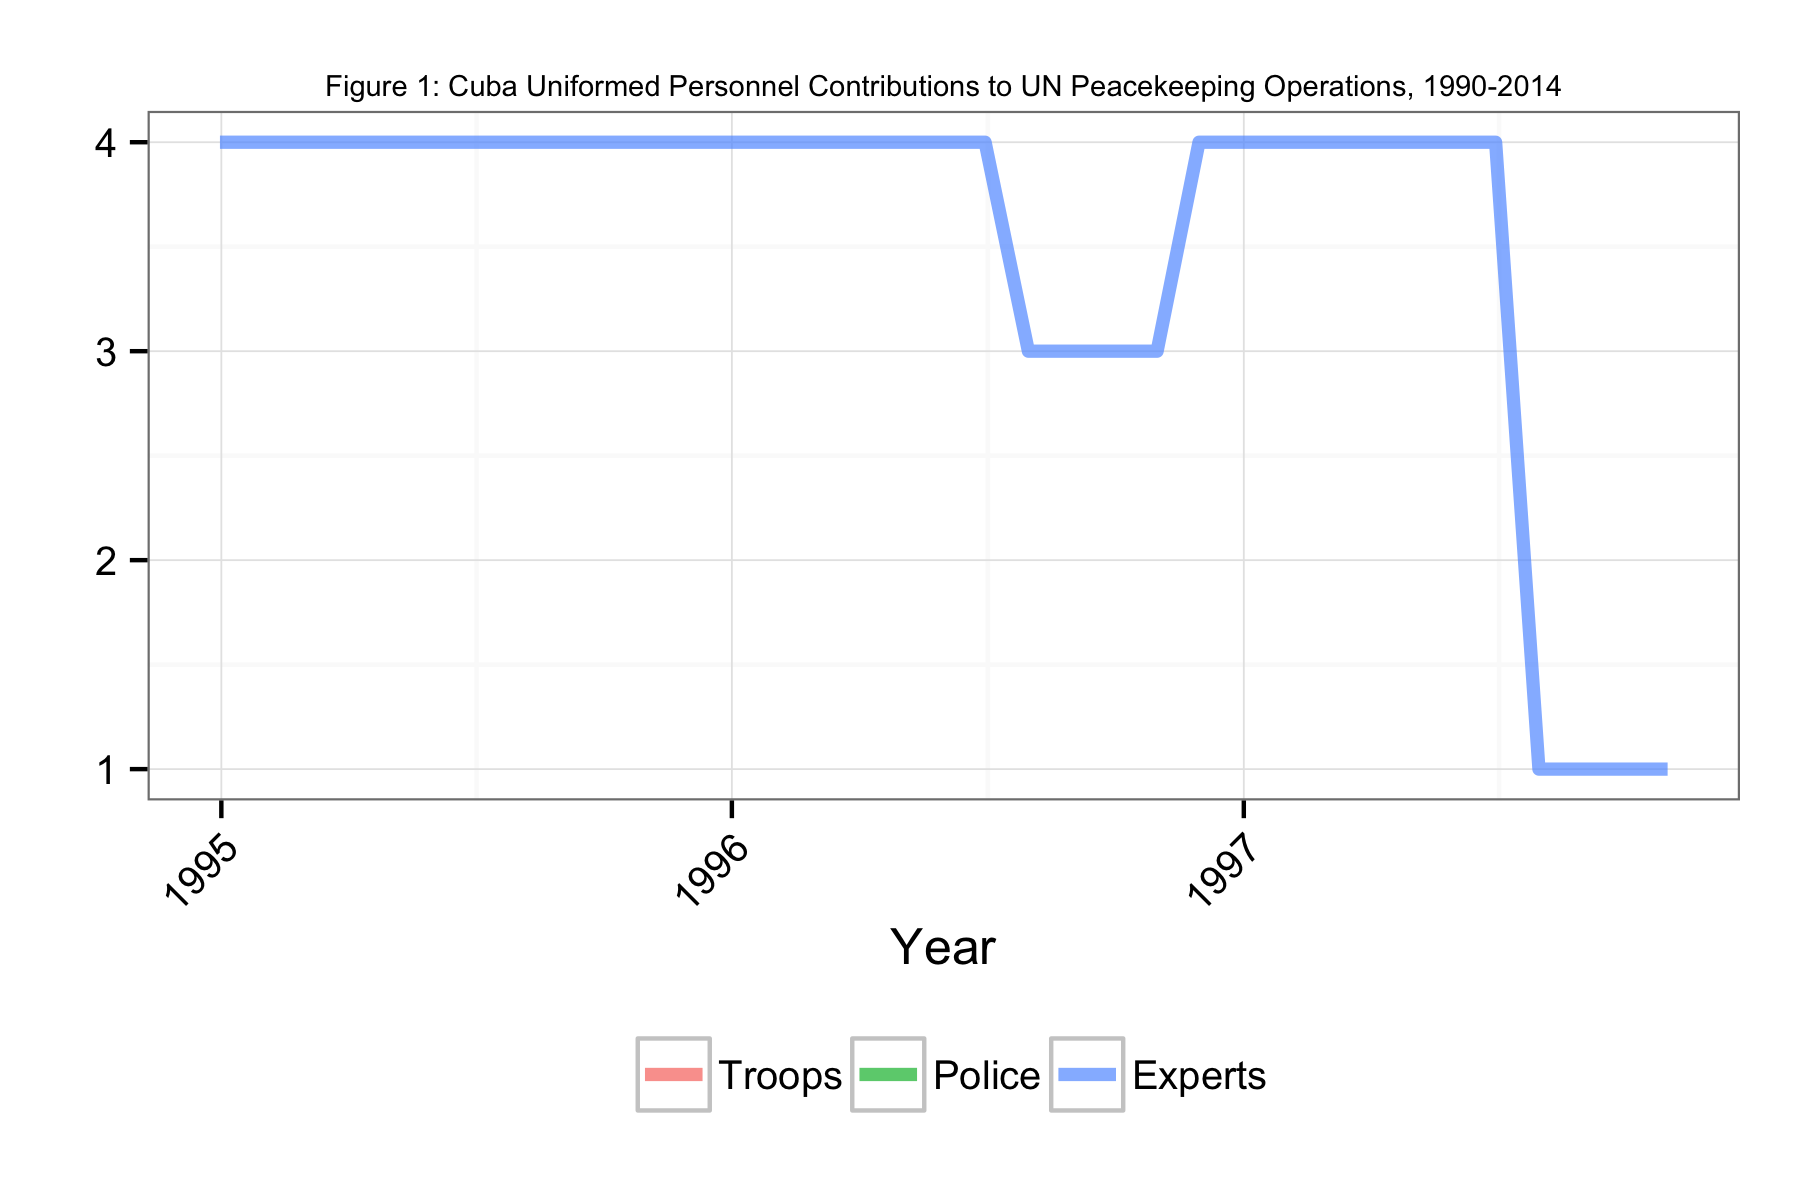 Figure 1: Cuba Uniformed Personnel Contributions to UN Peacekeeping Operations, 1990-2014
4
3
2
1
1995 1996 1997
Year
Troops Police Experts